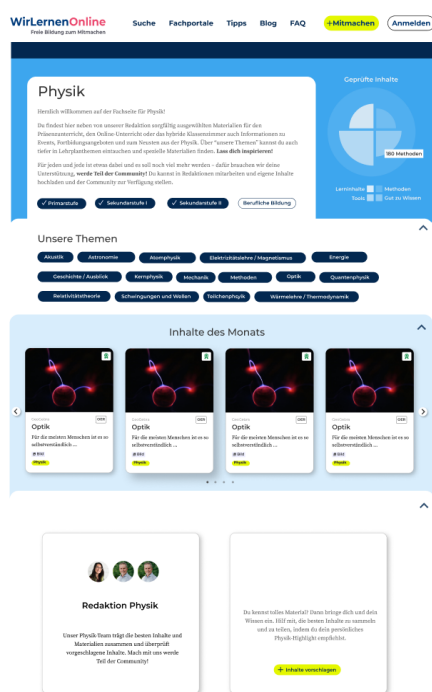 WirLernenOnline
Freie Bildung zum Mitmachen
Suche Fachportale Tipps Blog FAQ +Mitmachen Anmelden
Physik
Herzlich willkommen auf der Fachseite für Physik!
Du findest hier neben von unserer Redaktion sorgfältig ausgewählten Materialien für den
Präsenzunterricht, den Online-Unterricht oder das hybride Klassenzimmer auch Informationen zu
Events, Fortbildungsangeboten und zum Neusten aus der Physik. Über "unsere Themen" kannst du auch
tiefer in Lehrplanthemen eintauchen und spezielle Materialien finden. Lass dich inspirieren!
Für jeden und jede ist etwas dabei und es soll noch viel mehr werden – dafür brauchen wir deine
Unterstützung, werde Teil der Community! Du kannst in Redaktionen mitarbeiten und eigene Inhalte
hochladen und der Community zur Verfügung stellen.
Primarstufe Sekundarstufe I Sekundarstufe II Berufliche Bildung
Geprüfte Inhalte
180 Methoden
Lerninhalte Methoden
Tools Gut zu Wissen
Unsere Themen
Akustik Astronomie Atomphysik Elektrizitätslehre / Magnetismus Energie
Geschichte / Ausblick Kernphysik Mechanik Methoden Optik Quantenphysik
Relativitätstheorie Schwingungen und Wellen Teilchenphysik Wärmelehre / Thermodynamik
Inhalte des Monats
OER
Optik
Für die meisten Menschen ist es so
selbstverständlich ...
Physik
OER
Optik
Für die meisten Menschen ist es so
selbstverständlich ...
Physik
OER
Optik
Für die meisten Menschen ist es so
selbstverständlich ...
Physik
OER
Optik
Für die meisten Menschen ist es so
selbstverständlich ...
Physik
Redaktion Physik
Unser Physik-Team trägt die besten Inhalte und
Materialien zusammen und überprüft
vorgeschlagene Inhalte. Mach mit uns werde
Teil der Community!
Du kennst tolles Material? Dann bringe dich und dein
Wissen ein. Hilf mit, die besten Inhalte zu sammeln
und zu teilen, indem du dein persönliches
Physik-Highlight empfiehlst.
+ Inhalte vorschlagen